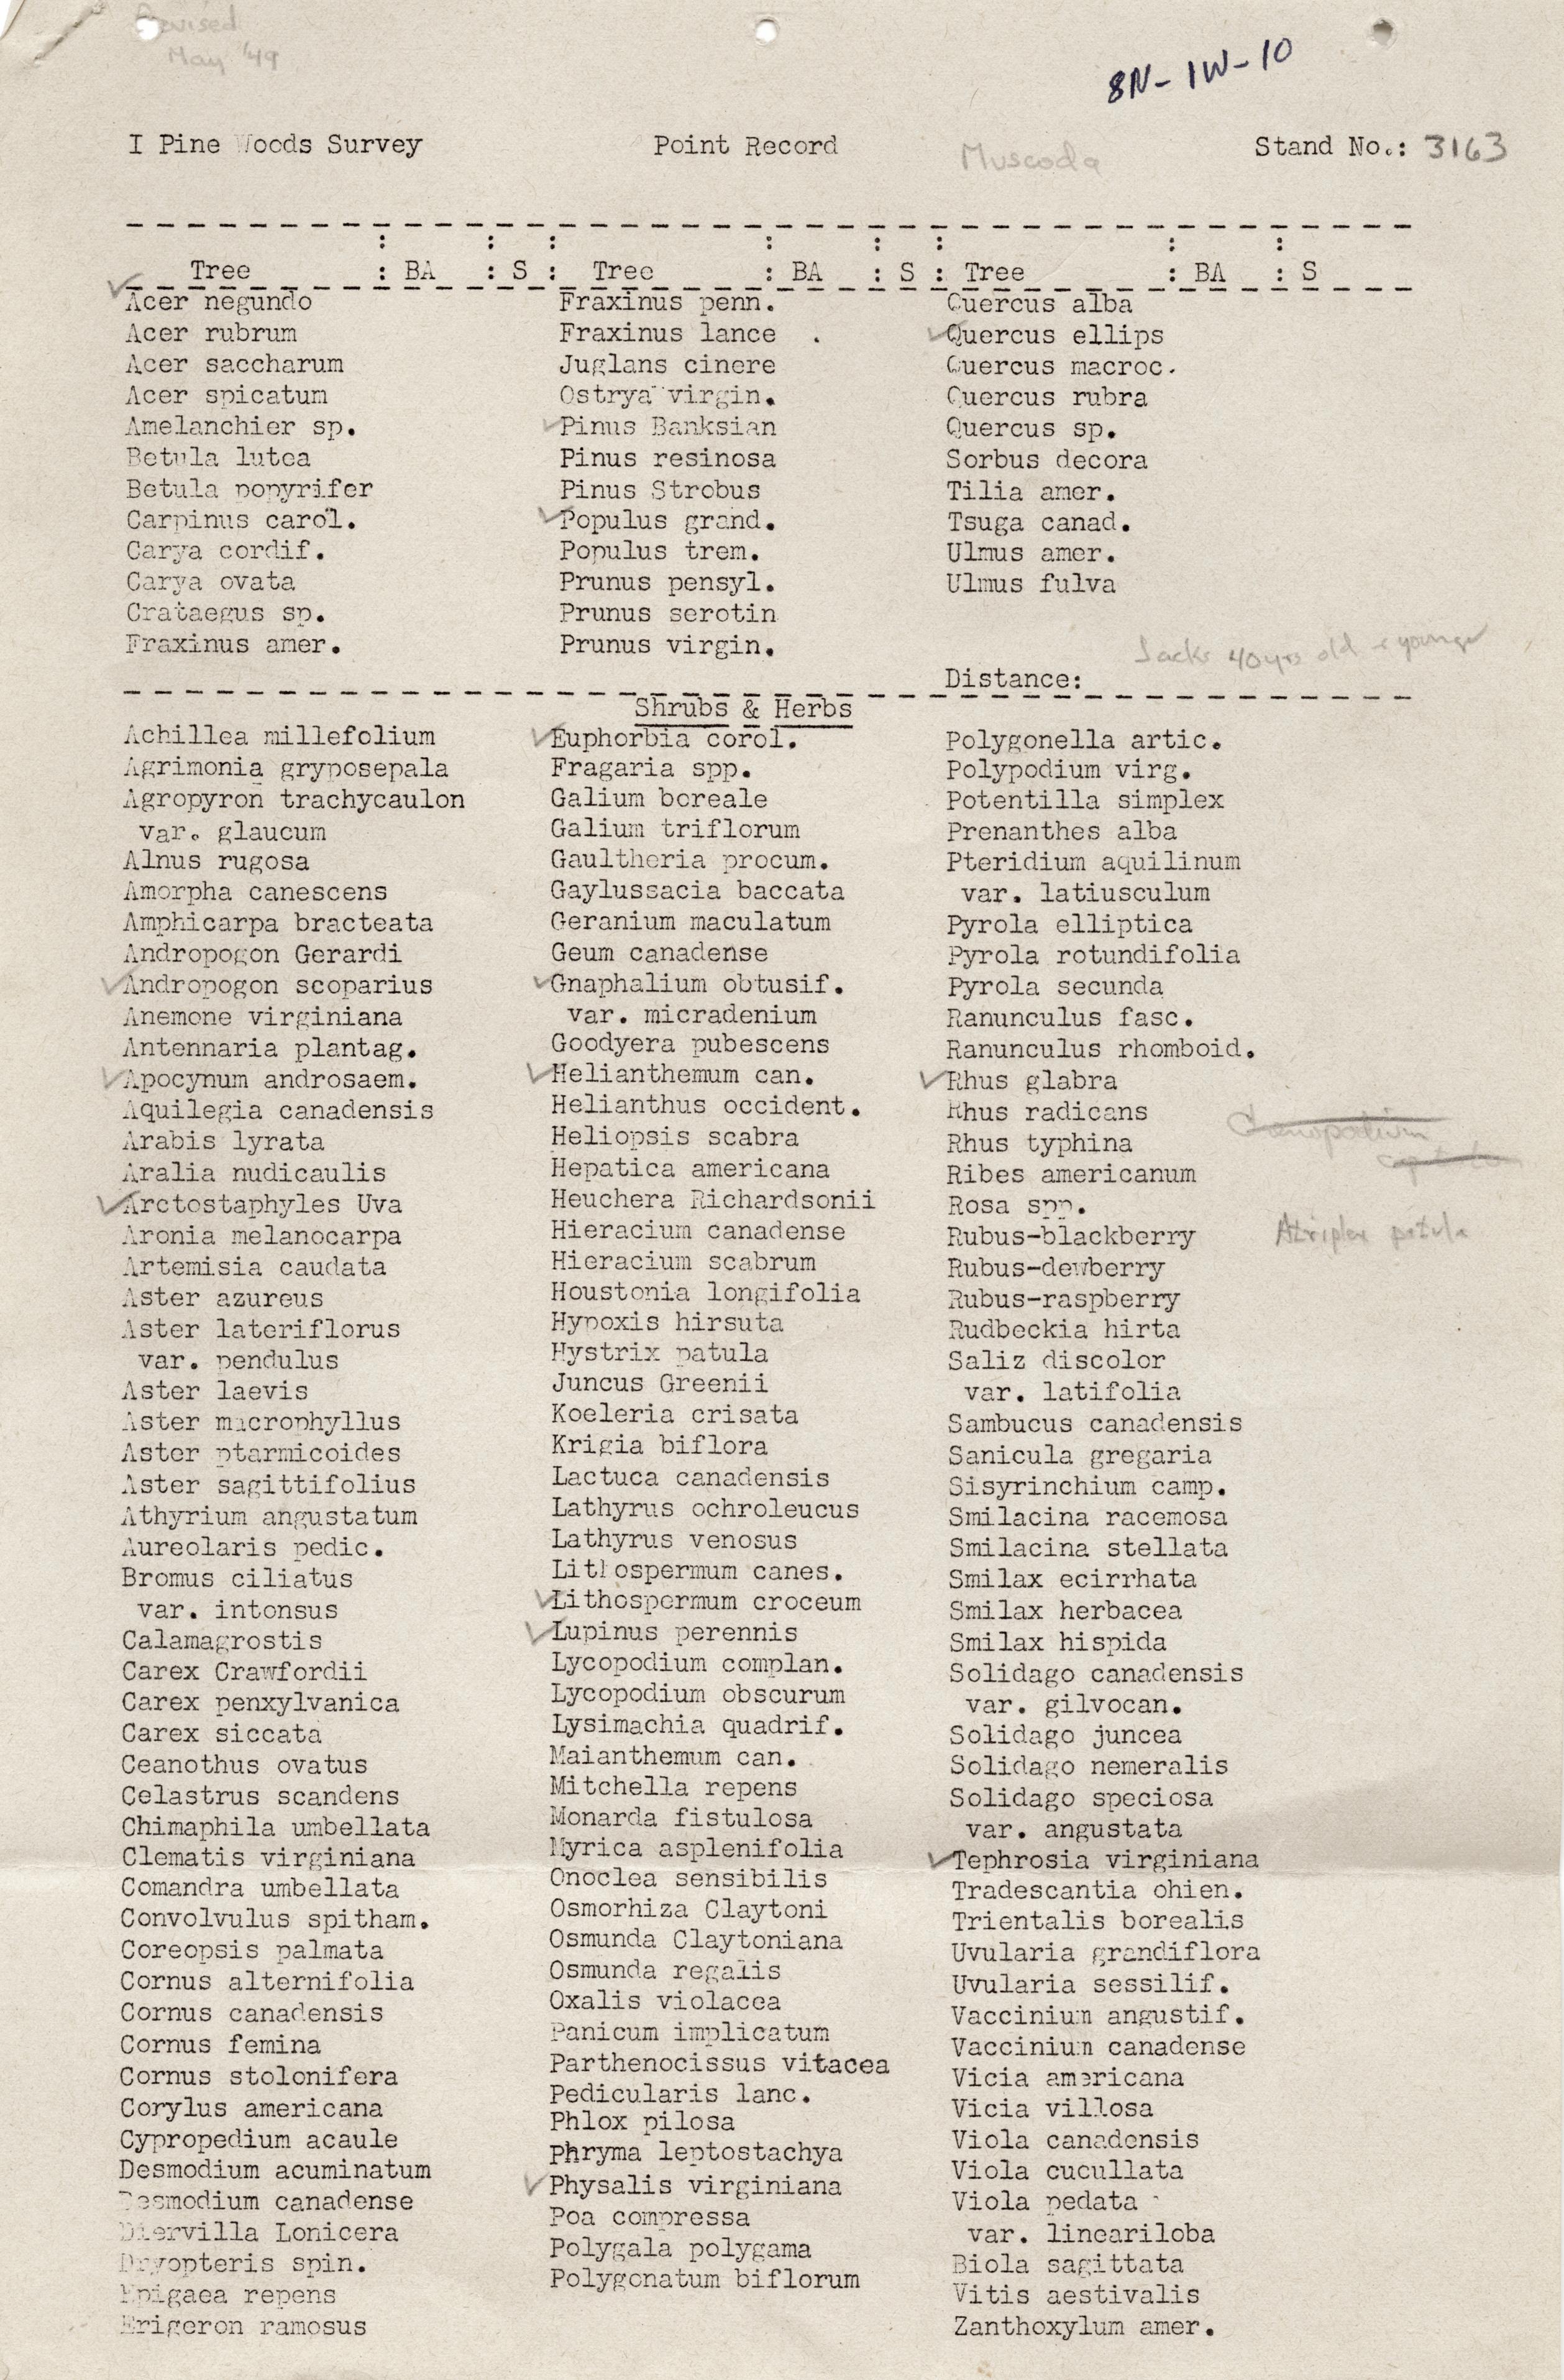 Revised
May '49
8N-1W-10
I Pine Woods Survey Point Record Muscoda Stand No.: 3163
Tree : BA : S : Tree : BA : S : Tree : BA : S
✓Acer negundo
Acer rubrum
Acer saccharum
Acer spicatum
Amelanchier sp.
Betula lutea
Betula popyrifer
Carpinus carol.
Carya cordif.
Carya ovata
Crataegus sp.
Fraxinus amer.
Fraxinus penn.
Fraxinus lance .
Juglans cinere
Ostrya virgin.
✓Pinus Banksian
Pinus resinosa
Pinus Strobus
✓Populus grand.
Populus trem.
Prunus pensyl.
Prunus serotin
Prunus virgin.
Quercus alba
✓Quercus ellips
Quercus macroc.
Quercus rubra
Quercus sp.
Sorbus decora
Tilia amer.
Tsuga canad.
Ulmus amer.
Ulmus fulva
Jacks 40 yrs old & younger
Distance:
Shrubs & Herbs
Achillea millefolium
Agrimonia gryposepala
Agropyron trachycaulon
var. glaucum
Alnus rugosa
Amorpha canescens
Amphicarpa bracteata
Andropogon Gerardi
✓Andropogon scoparius
Anemone virginiana
Antennaria plantag.
✓Apocynum androsaem.
Aquilegia canadensis
Arabis lyrata
Aralia nudicaulis
✓Arctostaphyles Uva
Aronia melanocarpa
Artemisia caudata
Aster azureus
Aster lateriflorus
var. pendulus
Aster laevis
Aster macrophyllus
Aster ptarmicoides
Aster sagittifolius
Athyrium angustatum
Aureolaris pedic.
Bromus ciliatus
var. intonsus
Calamagrostis
Carex Crawfordii
Carex penxylvanica
Carex siccata
Ceanothus ovatus
Celastrus scandens
Chimaphila umbellata
Clematis virginiana
Comandra umbellata
Convolvulus spitham.
Coreopsis palmata
Cornus alternifolia
Cornus canadensis
Cornus femina
Cornus stolonifera
Corylus americana
Cypropedium acaule
Desmodium acuminatum
Desmodium canadense
Diervilla Lonicera
Dryopteris spin.
Epigaea repens
Erigeron ramosus
✓Euphorbia corol.
Fragaria spp.
Galium boreale
Galium triflorum
Gaultheria procum.
Gaylussacia baccata
Geranium maculatum
Geum canadense
✓Gnaphalium obtusif.
var. micradenium
Goodyera pubescens
✓Helianthemum can.
Helianthus occident.
Heliopsis scabra
Hepatica americana
Heuchera Richardsonii
Hieracium canadense
Hieracium scabrum
Houstonia longifolia
Hypoxis hirsuta
Hystrix patula
Juncus Greenii
Koeleria crisata
Krigia biflora
Lactuca canadensis
Lathyrus ochroleucus
Lathyrus venosus
Lithospermum canes.
✓Lithospermum croceum
✓Lupinus perennis
Lycopodium complan.
Lycopodium obscurum
Lysimachia quadrif.
Maianthemum can.
Mitchella repens
Monarda fistulosa
Myrica asplenifolia
Onoclea sensibilis
Osmorhiza Claytoni
Osmunda Claytoniana
Osmunda regalis
Oxalis violacea
Panicum implicatum
Parthenocissus vitacea
Pedicularis lanc.
Phlox pilosa
Phryma leptostachya
✓Physalis virginiana
Poa compressa
Polygala polygama
Polygonatum biflorum
Polygonella artic.
Polypodium virg.
Potentilla simplex
Prenanthes alba
Pteridium aquilinum
var. latiusculum
Pyrola elliptica
Pyrola rotundifolia
Pyrola secunda
Ranunculus fasc.
Ranunculus rhomboid.
✓Rhus glabra
Rhus radicans
Rhus typhina
Ribes americanum
Rosa spp.
Rubus-blackberry
Rubus-dewberry
Rubus-raspberry
Rudbeckia hirta
Saliz discolor
var. latifolia
Sambucus canadensis
Sanicula gregaria
Sisyrinchium camp.
Smilacina racemosa
Smilacina stellata
Smilax ecirrhata
Smilax herbacea
Smilax hispida
Solidago canadensis
var. gilvocan.
Solidago juncea
Solidago nemeralis
Solidago speciosa
var. angustata
✓Tephrosia virginiana
Tradescantia ohien.
Trientalis borealis
Uvularia grandiflora
Uvularia sessilif.
Vaccinium angustif.
Vaccinium canadense
Vicia americana
Vicia villosa
Viola canadensis
Viola cucullata
Viola pedata
var. lineariloba
Biola sagittata
Vitis aestivalis
Zanthoxylum amer.
Chenopodium
Atriplex patula